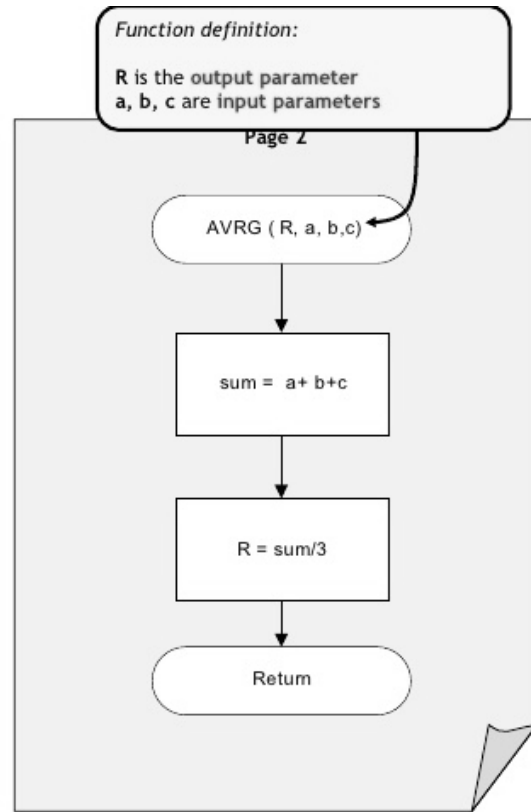 Function definition:
R is the output parameter
a, b, c are input parameters
Page 2
AVRG ( R, a, b,c)
sum =  a+ b+c
R = sum/3
Return